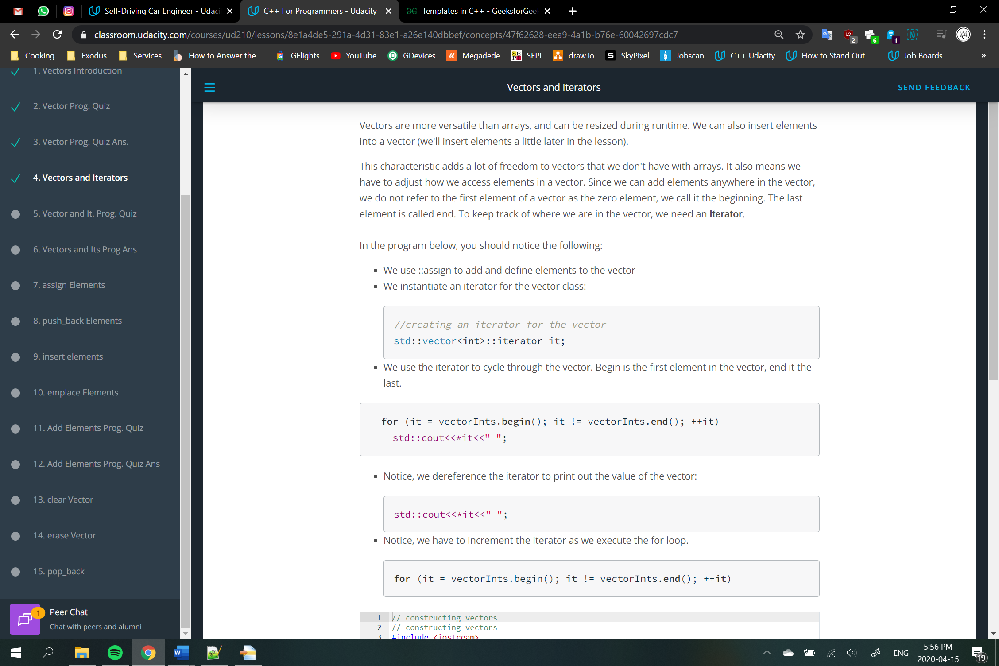 Self-Driving Car Engineer - Udaci
C++ For Programmers - Udacity
Templates in C++ - GeeksforGeel
classroom.udacity.com/courses/ud210/lessons/8e1a4de5-291a-4d31-83e1-a26e140dbbef/concepts/47f62628-eea9-4a1b-b76e-60042697cdc7
2
6
1
Cooking
Exodus
Services
How to Answer the...
GFlights
YouTube
GDevices
Megadede
SEPI
draw.io
SkyPixel
Jobscan
C++ Udacity
How to Stand Out...
Job Boards
»
1. Vectors Introduction
2. Vector Prog. Quiz
3. Vector Prog. Quiz Ans.
4. Vectors and Iterators
5. Vector and It. Prog. Quiz
6. Vectors and Its Prog Ans
7. assign Elements
8. push_back Elements
9. insert elements
10. emplace Elements
11. Add Elements Prog. Quiz
12. Add Elements Prog. Quiz Ans
13. clear Vector
14. erase Vector
15. pop_back
1
Peer Chat
Chat with peers and alumni
Vectors and Iterators
SEND FEEDBACK
Vectors are more versatile than arrays, and can be resized during runtime. We can also insert elements
into a vector (we'll insert elements a little later in the lesson).
This characteristic adds a lot of freedom to vectors that we don't have with arrays. It also means we
have to adjust how we access elements in a vector. Since we can add elements anywhere in the vector,
we do not refer to the first element of a vector as the zero element, we call it the beginning. The last
element is called end. To keep track of where we are in the vector, we need an iterator.
In the program below, you should notice the following:
• We use ::assign to add and define elements to the vector
• We instantiate an iterator for the vector class:
//creating an iterator for the vector
std::vector<int>::iterator it;
• We use the iterator to cycle through the vector. Begin is the first element in the vector, end it the
last.
for (it = vectorInts.begin(); it != vectorInts.end(); ++it)
std::cout<<*it<<" ";
• Notice, we dereference the iterator to print out the value of the vector:
std::cout<<*it<<" ";
• Notice, we have to increment the iterator as we execute the for loop.
for (it = vectorInts.begin(); it != vectorInts.end(); ++it)
1 // constructing vectors
2 // constructing vectors
3 #include <iostream>
ENG
5:56 PM
2020-04-15
19